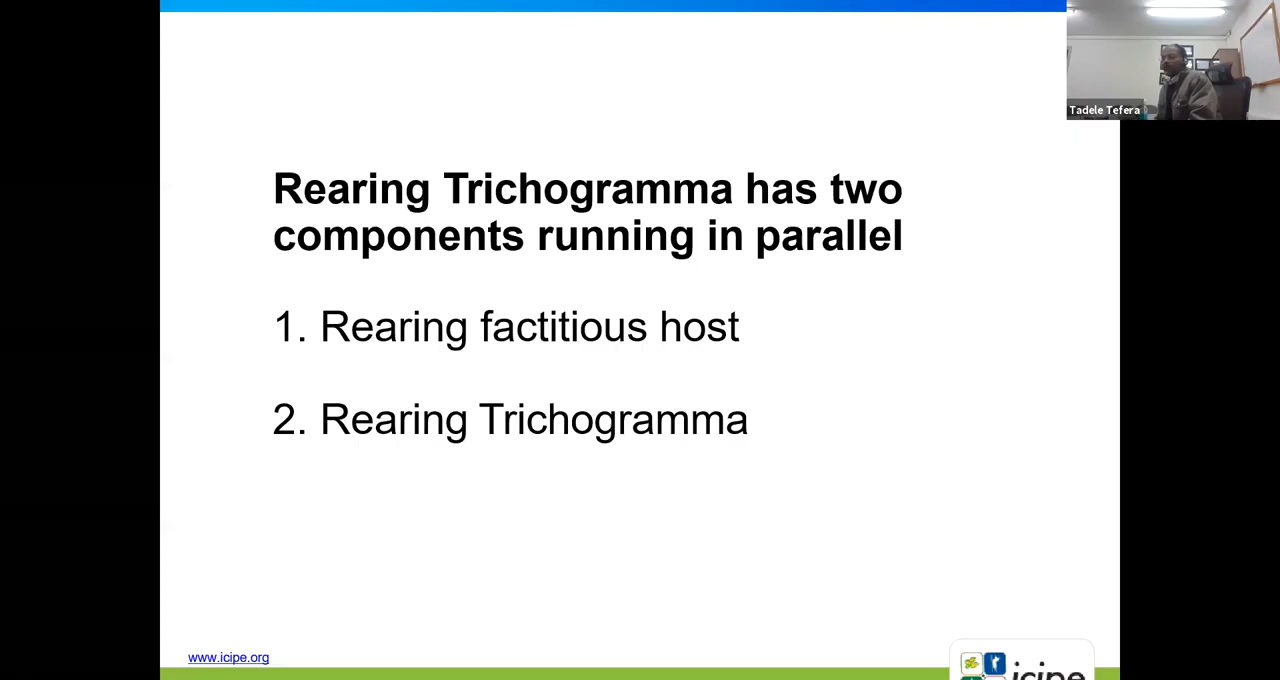 Tadele Tefera
Rearing Trichogramma has two
components running in parallel
1. Rearing factitious host
2. Rearing Trichogramma
www.icipe.org
icipe